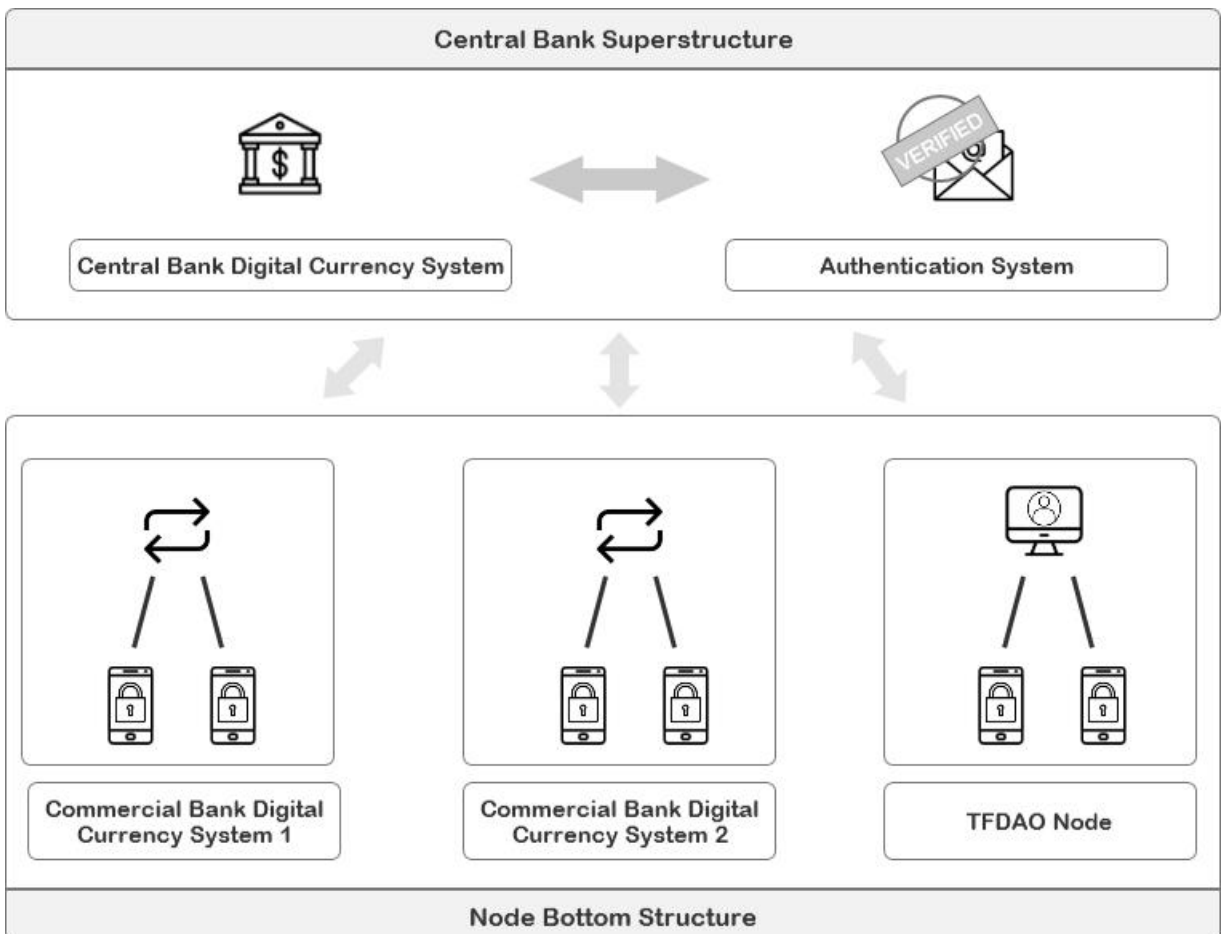 Central Bank Superstructure
$
VERIFIED
@
Central Bank Digital Currency System
Authentication System
Commercial Bank Digital
Currency System 1
Commercial Bank Digital
Currency System 2
TFDAO Node
Node Bottom Structure